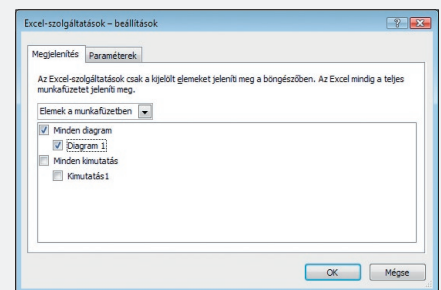 Excel-szolgáltatások – beállítások
Megjelenítés
Paraméterek
Az Excel-szolgáltatások csak a kijelölt elemeket jeleníti meg a böngészőben. Az Excel mindig a teljes
munkafüzetet jeleníti meg.
Elemek a munkafüzetben
Minden diagram
Diagram 1
Minden kimutatás
Kimutatás1
OK
Mégse